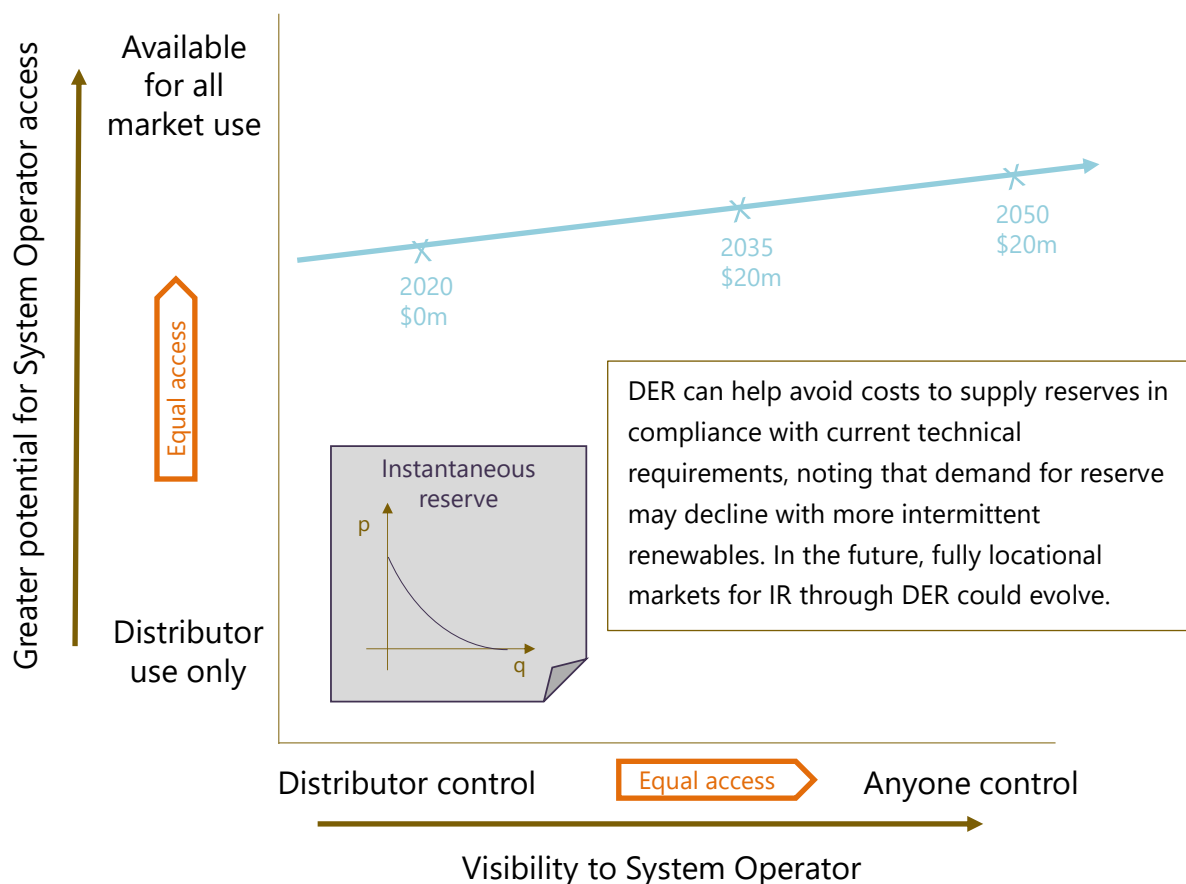 Greater potential for System Operator access
Available
for all
market use
Equal access
Distributor
use only
2020
$0m
2035
$20m
2050
$20m
Instantaneous
reserve
p
q
DER can help avoid costs to supply reserves in
compliance with current technical
requirements, noting that demand for reserve
may decline with more intermittent
renewables. In the future, fully locational
markets for IR through DER could evolve.
Distributor control
Equal access
Anyone control
Visibility to System Operator